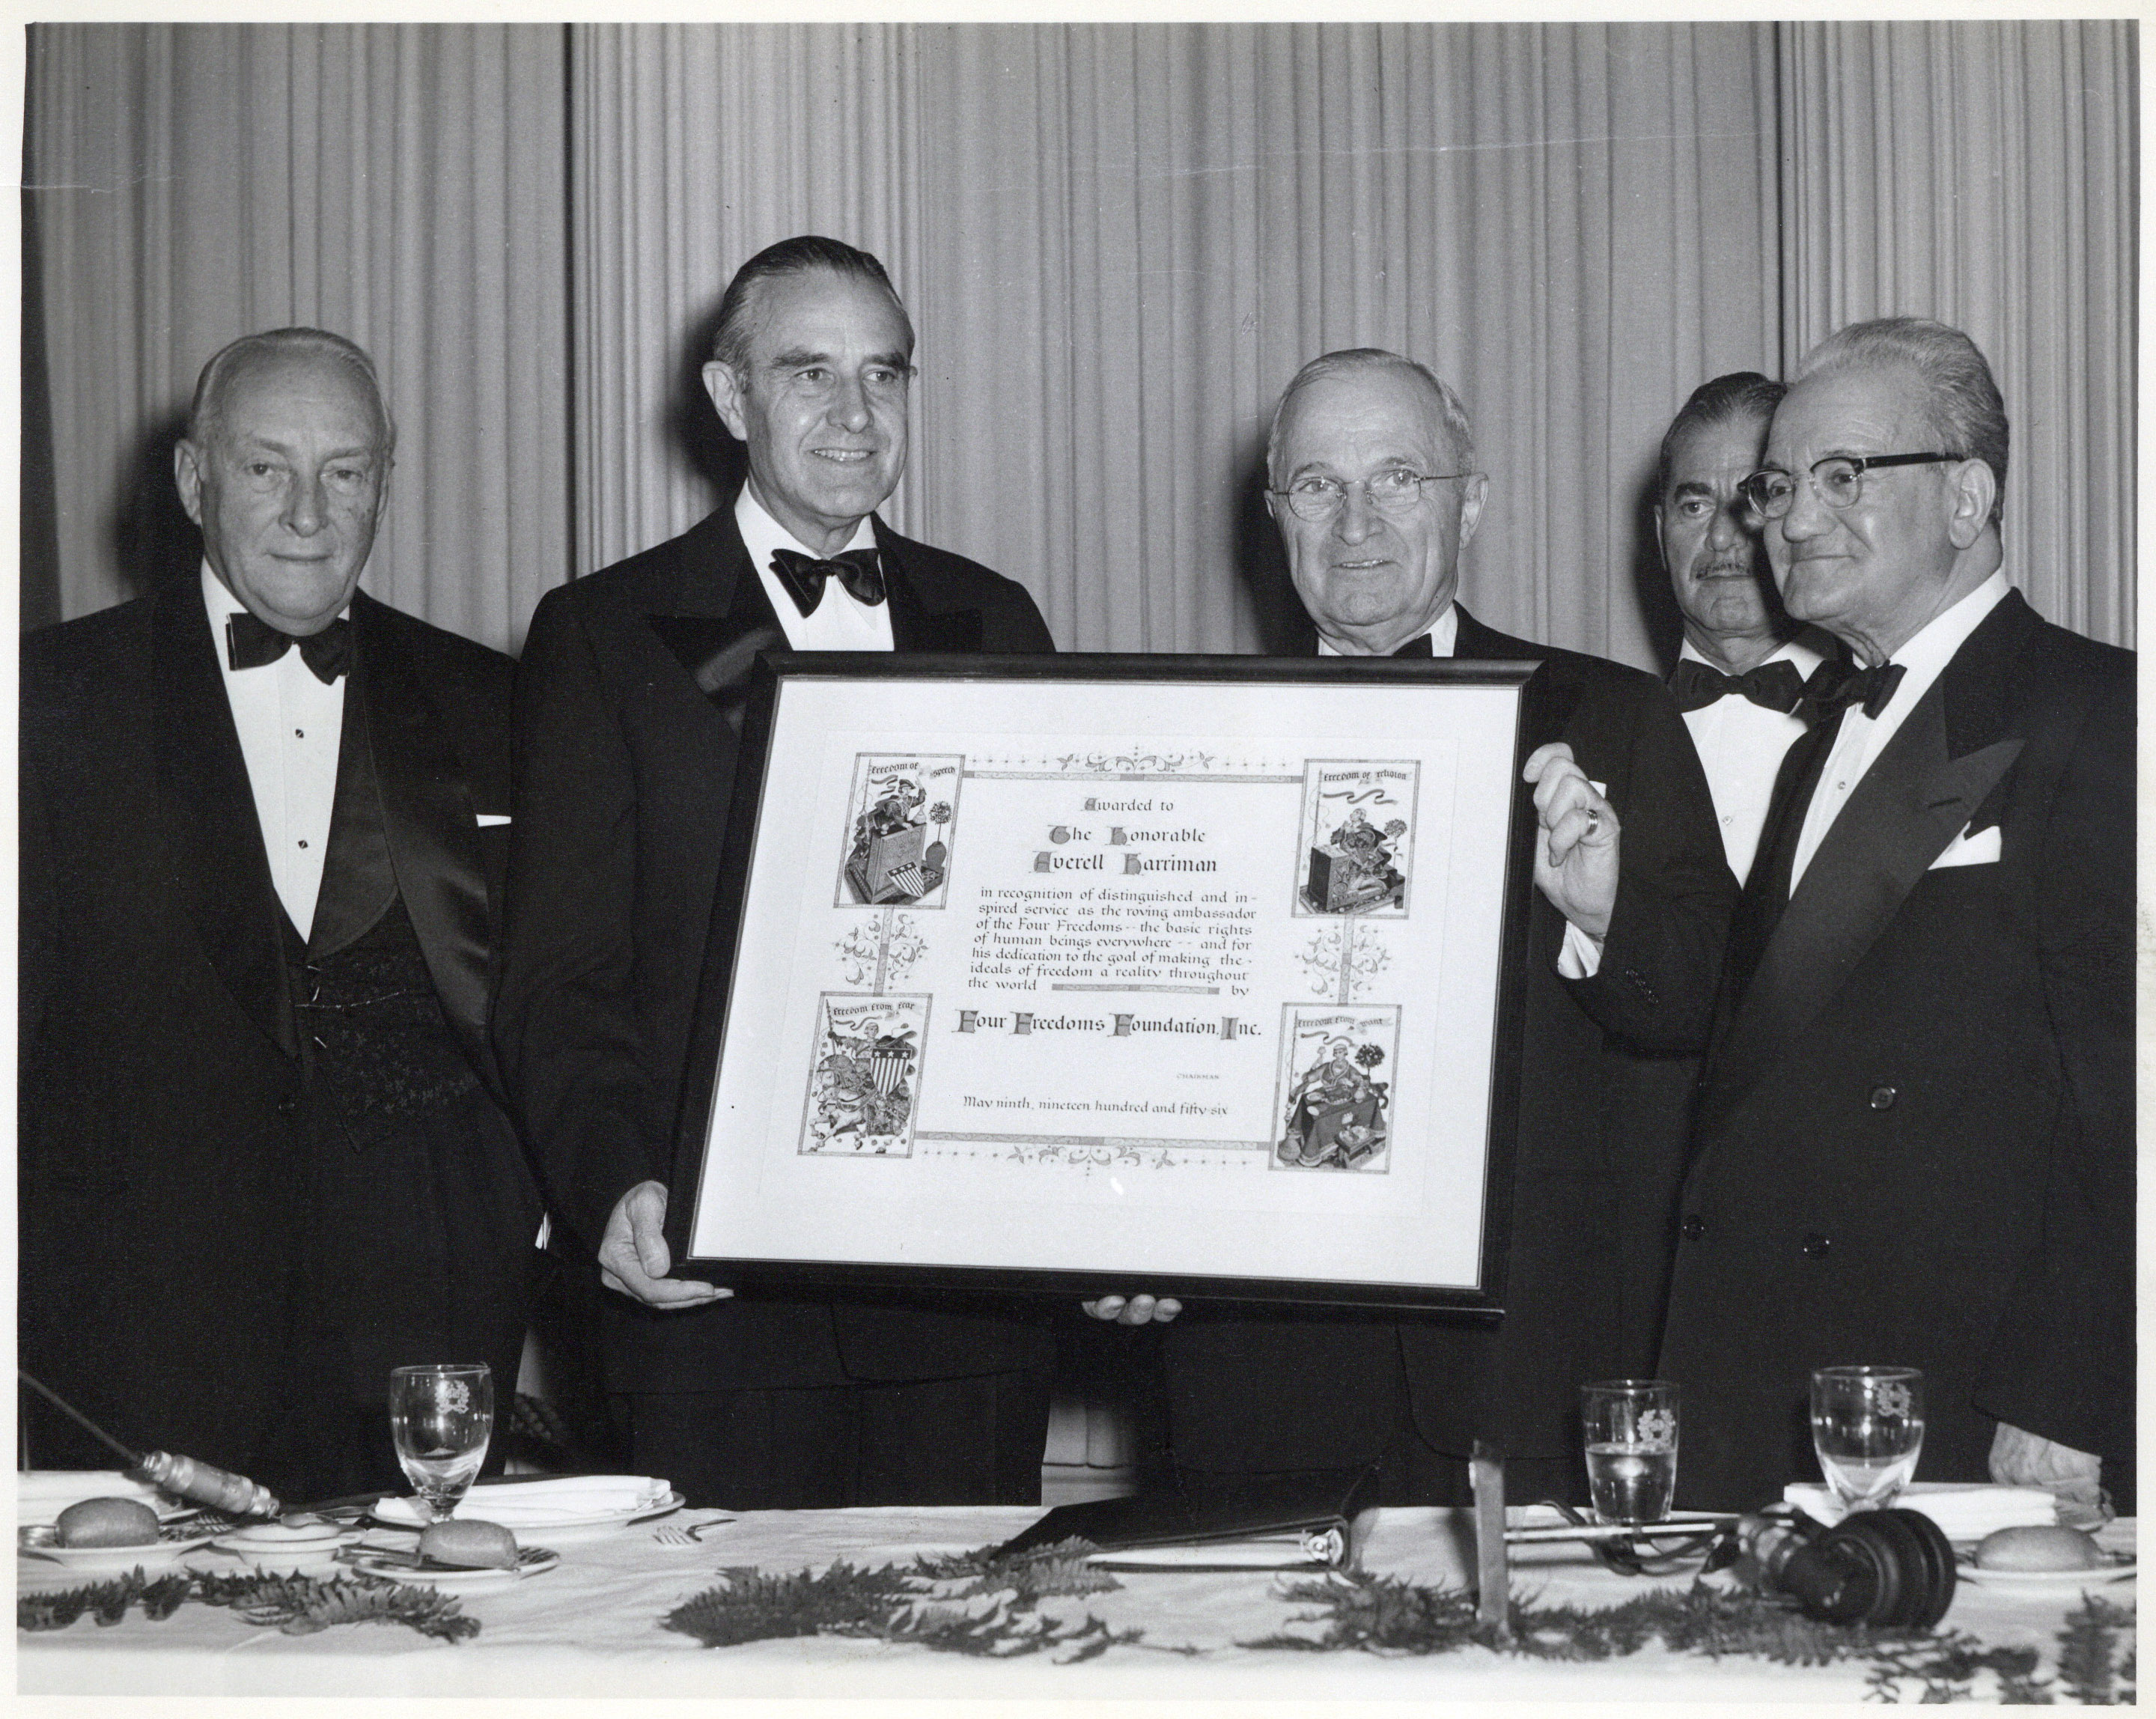 Freedom of Speech
Freedom of religion
Awarded to
The Honorable
Averell Harriman
in recognition of distinguished and in-
spired service as the roving ambassador
of the Four Freedoms -- the basic rights
of human beings everywhere -- and for
his dedication to the goal of making the-
ideals of freedom a reality throughout
the world by
Freedom from fear
Freedom from want
Four Freedoms Foundation, Inc.
CHAIRMAN
May ninth, nineteen hundred and fifty-six